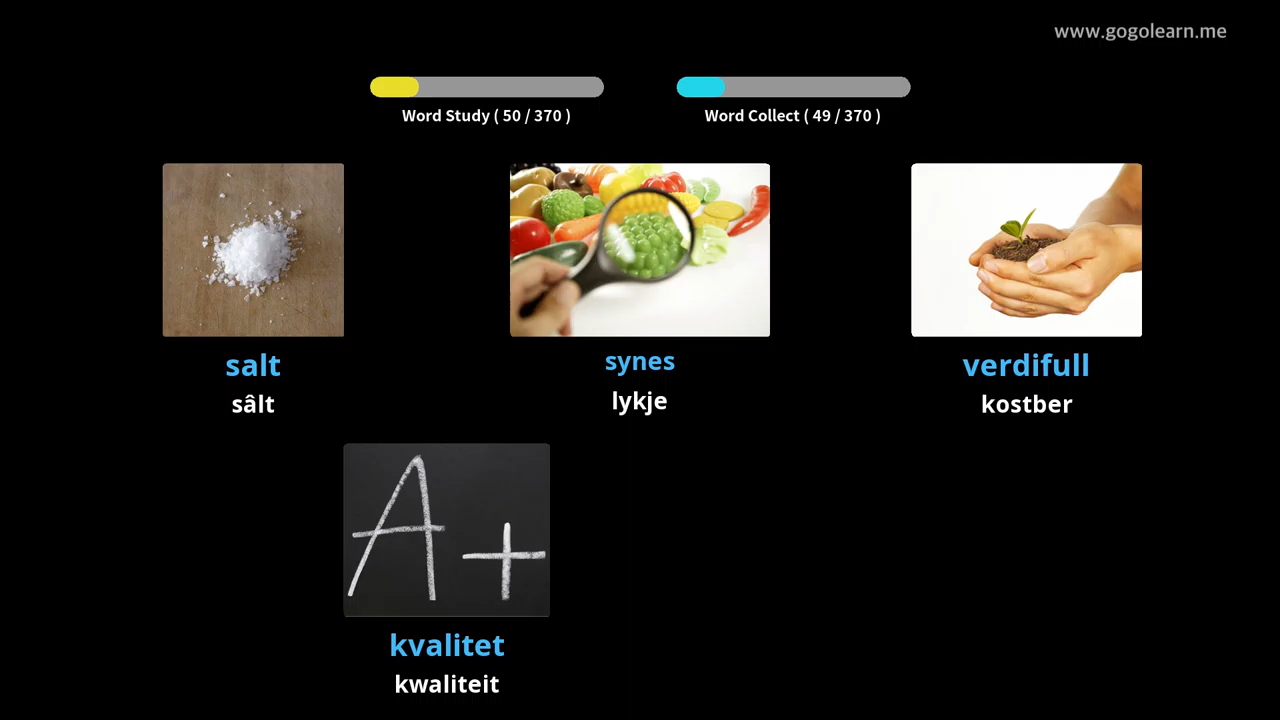 www.gogolearn.me
Word Study ( 50 / 370 )
Word Collect ( 49 / 370 )
salt
sâlt
synes
lykje
verdifull
kostber
A+
kvalitet
kwaliteit